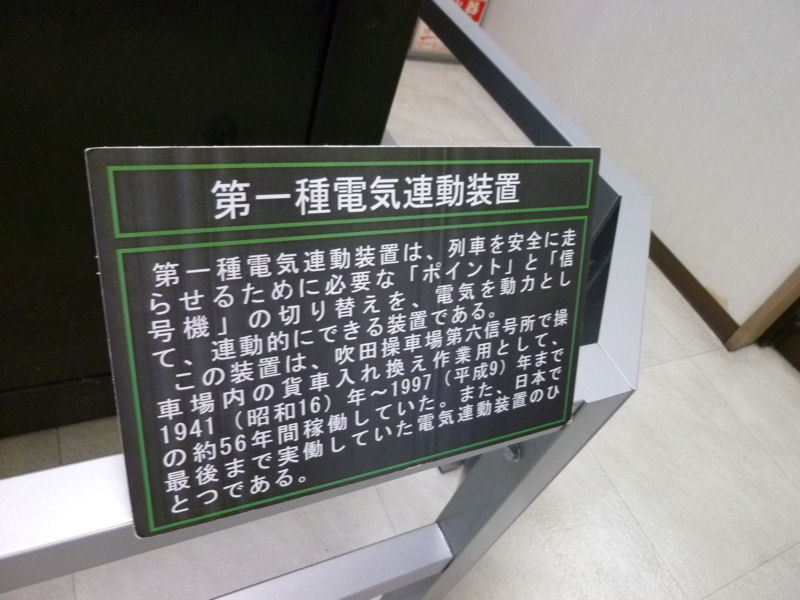 第一種電気連動装置
第一種電気連動装置は、列車を安全に走
らせるために必要な「ポイント」と「信
号機」の切り替えを、電気を動力とし
て、連動的にできる装置である。
この装置は、吹田操車場第六信号所で操
車場内の貨車入れ換え作業用として、
1941（昭和16）年～1997（平成9）年まで
の約56年間稼働していた。また、日本で
最後まで実働していた電気連動装置のひ
とつである。